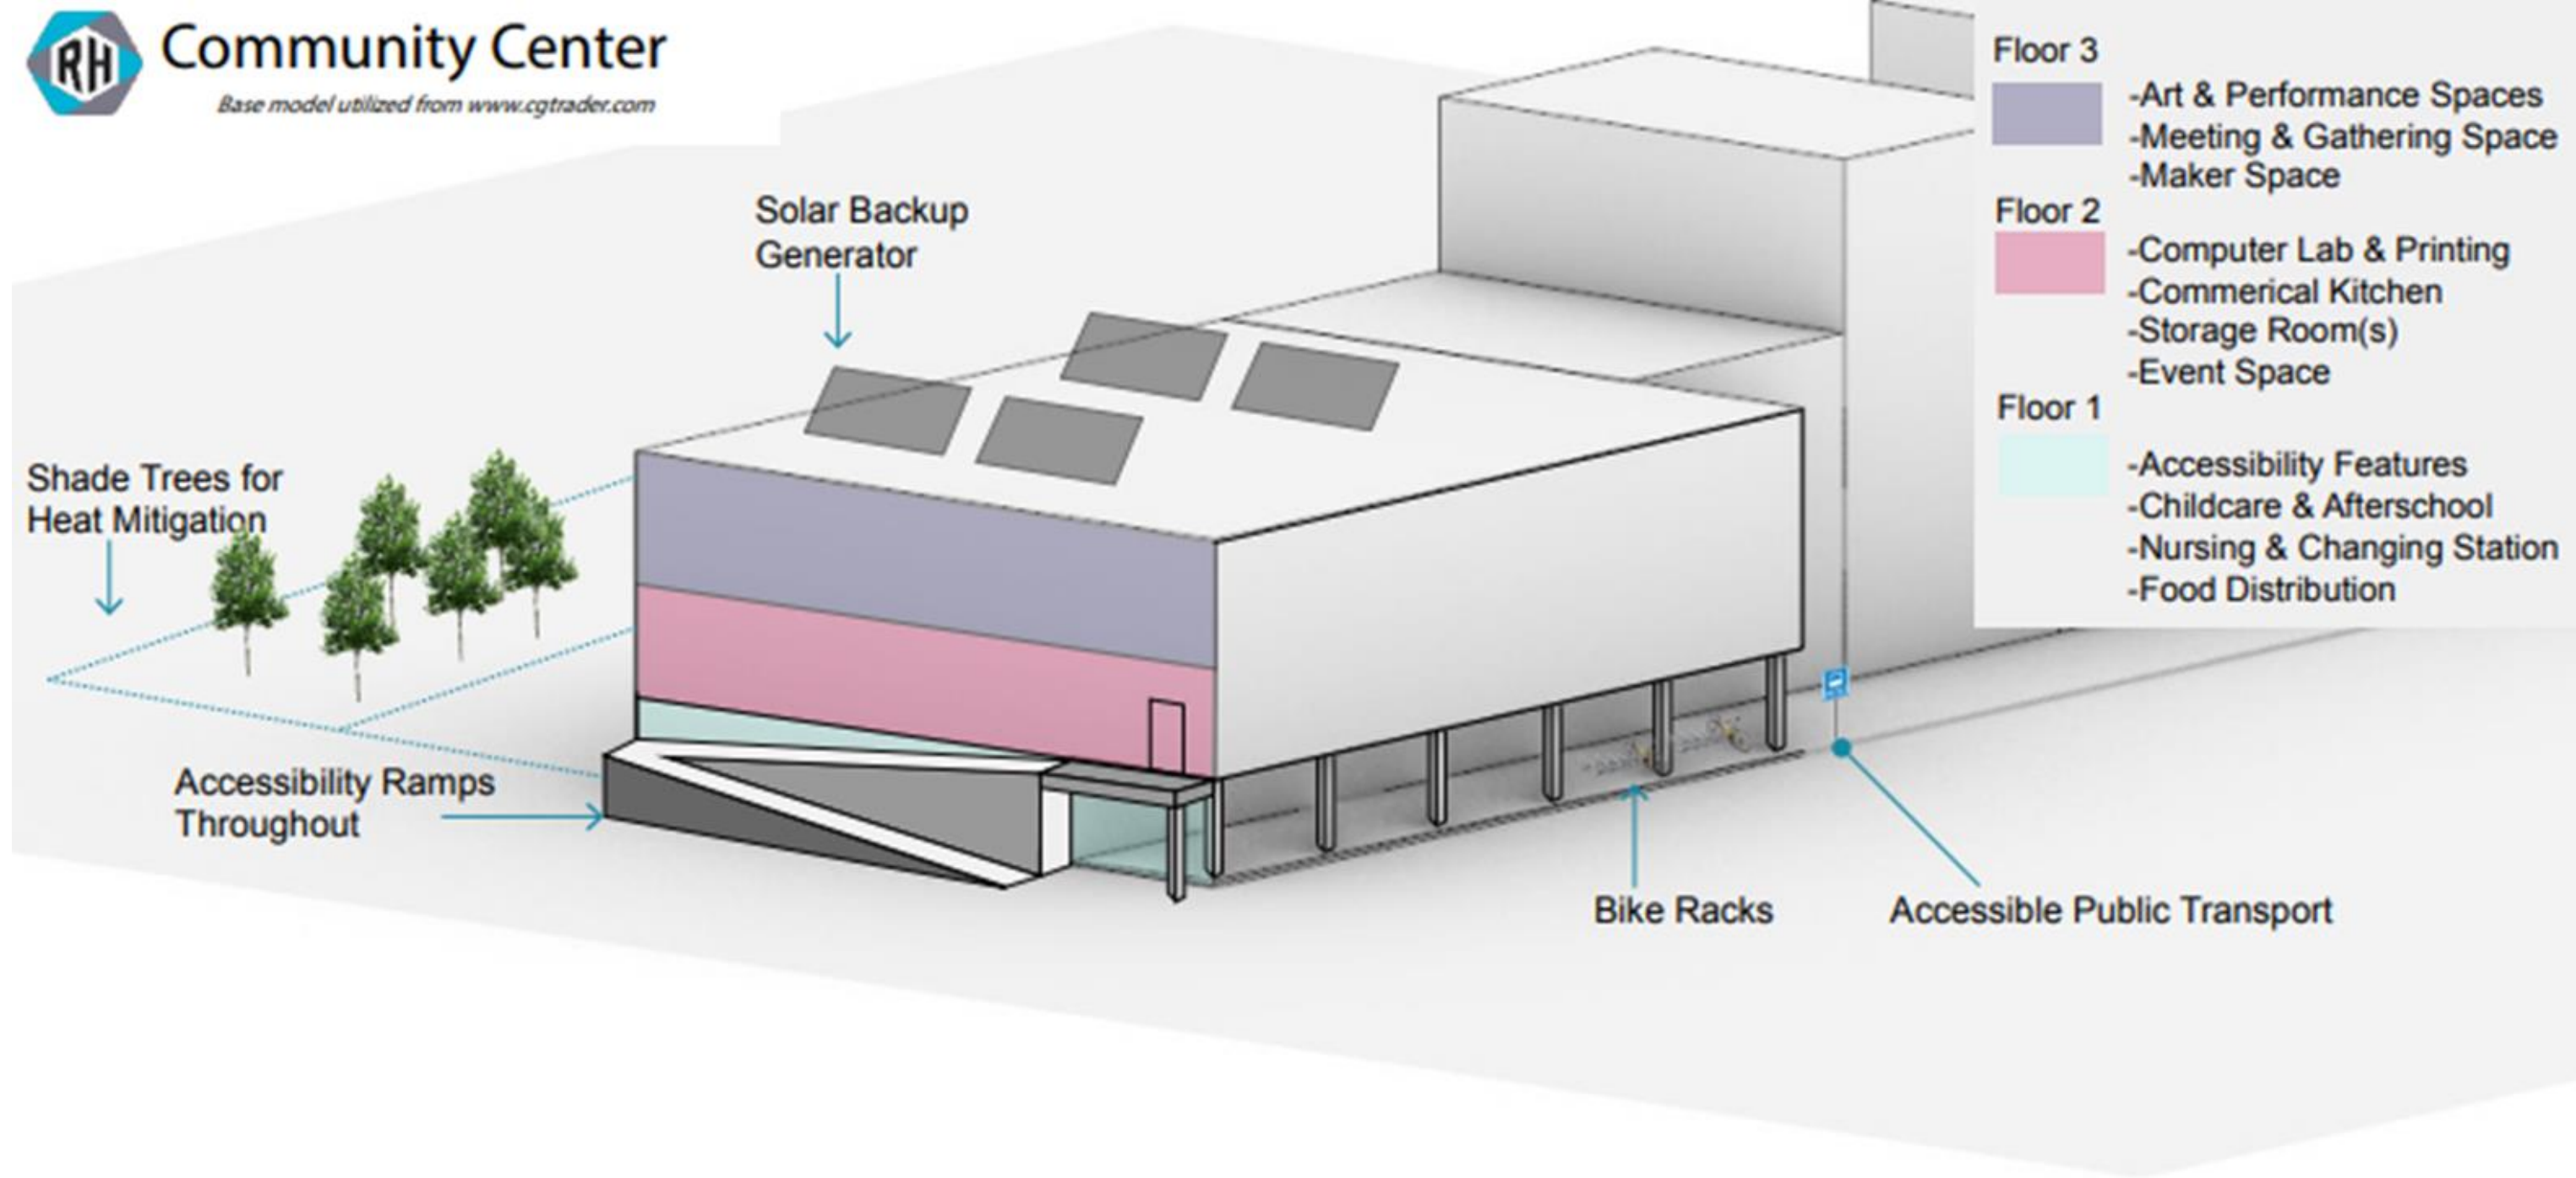 RH
Community Center
Base model utilized from www.cgtrader.com
Solar Backup
Generator
Shade Trees for
Heat Mitigation
Accessibility Ramps
Throughout
Bike Racks
Accessible Public Transport
Floor 3
-Art & Performance Spaces
-Meeting & Gathering Space
-Maker Space
Floor 2
-Computer Lab & Printing
-Commerical Kitchen
-Storage Room(s)
-Event Space
Floor 1
-Accessibility Features
-Childcare & Afterschool
-Nursing & Changing Station
-Food Distribution